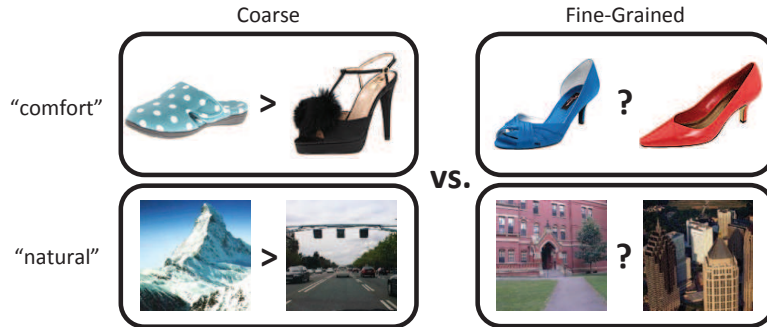 Coarse
Fine-Grained
"comfort"
>
?
vs.
"natural"
>
?